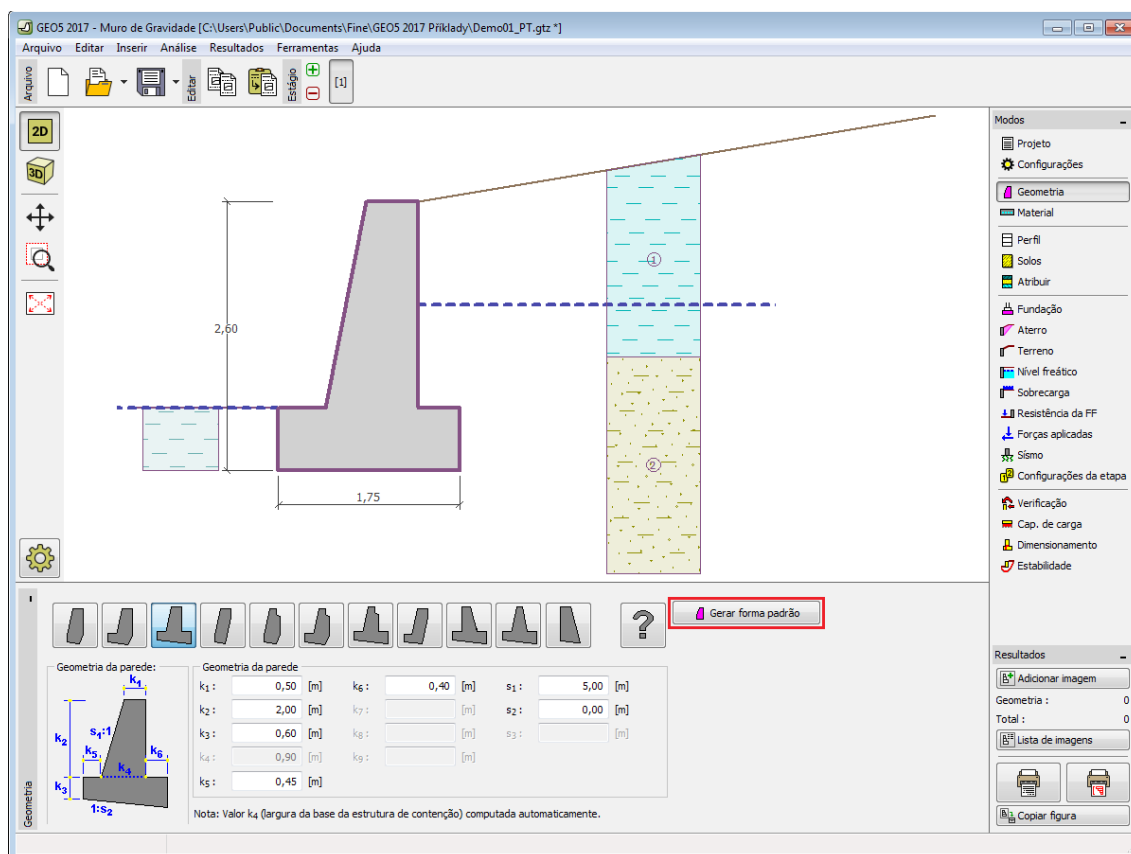 GEO5 2017 - Muro de Gravidade [C:\Users\Public\Documents\Fine\GEO5 2017 Příklady\Demo01_PT.gtz *]
Arquivo Editar Inserir Análise Resultados Ferramentas Ajuda
Arquivo
Editar
Estágio
[1]
2D
3D
2,60
1,75
1
2
Modos
Projeto
Configurações
Geometria
Material
Perfil
Solos
Atribuir
Fundação
Aterro
Terreno
Nível freático
Sobrecarga
Resistência da FF
Forças aplicadas
Sísmo
Configurações da etapa
Verificação
Cap. de carga
Dimensionamento
Estabilidade
Geometria
?
Gerar forma padrão
Geometria da parede:
k1
k2
s1:1
k5
k6
k4
k3
1:s2
Geometria da parede
k1 : 0,50 [m] k6 : 0,40 [m] s1 : 5,00 [m]
k2 : 2,00 [m] k7 : [m] s2 : 0,00 [m]
k3 : 0,60 [m] k8 : [m] s3 : [m]
k4 : 0,90 [m] k9 : [m]
k5 : 0,45 [m]
Nota: Valor k4 (largura da base da estrutura de contenção) computada automaticamente.
Resultados
Adicionar imagem
Geometria : 0
Total : 0
Lista de imagens
Copiar figura